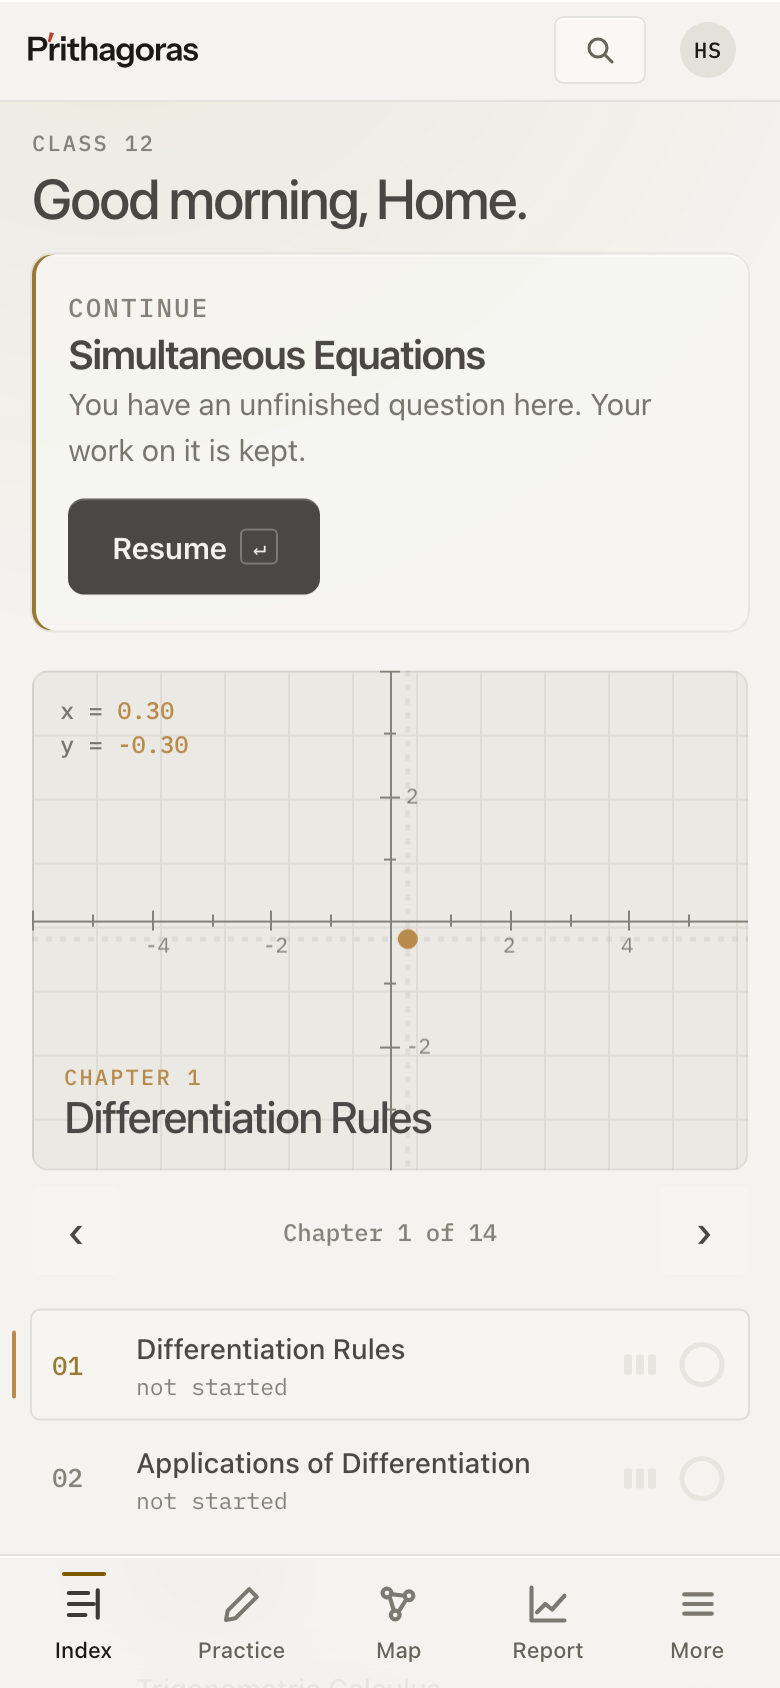 Prithagoras
HS
CLASS 12
Good morning, Home.
CONTINUE
Simultaneous Equations
You have an unfinished question here. Your
work on it is kept.
Resume ↵
x = 0.30
y = -0.30
2
-4 -2 2 4
-2
CHAPTER 1
Differentiation Rules
‹ Chapter 1 of 14 ›
01 Differentiation Rules
not started
02 Applications of Differentiation
not started
Index Practice Map Report More
Trigonometric Calculus